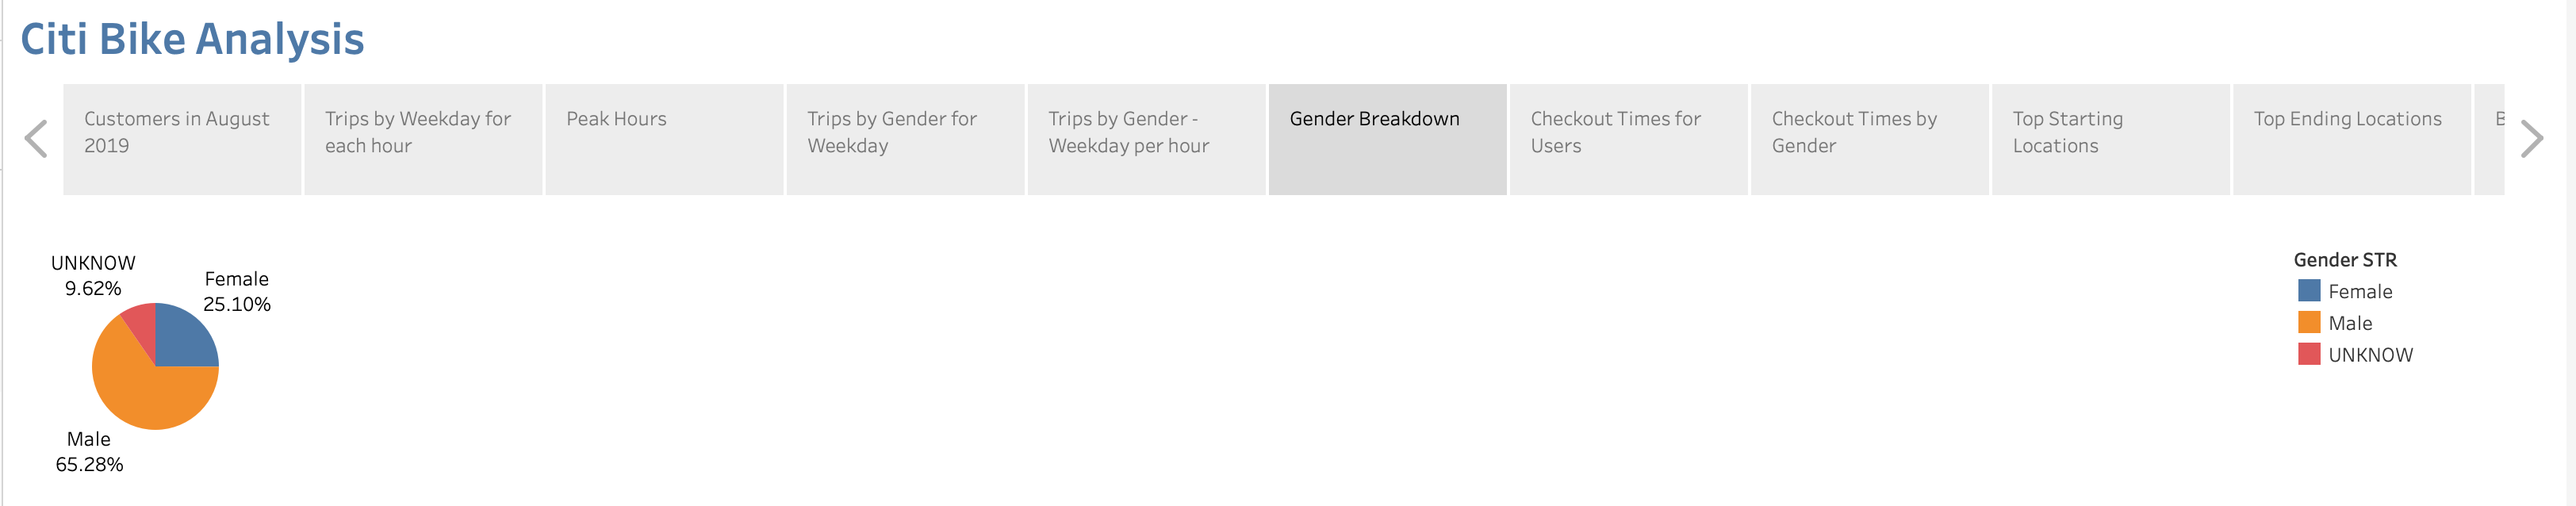 Citi Bike Analysis
Customers in August
2019
Trips by Weekday for
each hour
Peak Hours
Trips by Gender for
Weekday
Trips by Gender -
Weekday per hour
Gender Breakdown
Checkout Times for
Users
Checkout Times by
Gender
Top Starting
Locations
Top Ending Locations
B
UNKNOW
9.62%
Female
25.10%
Male
65.28%
Gender STR
Female
Male
UNKNOW